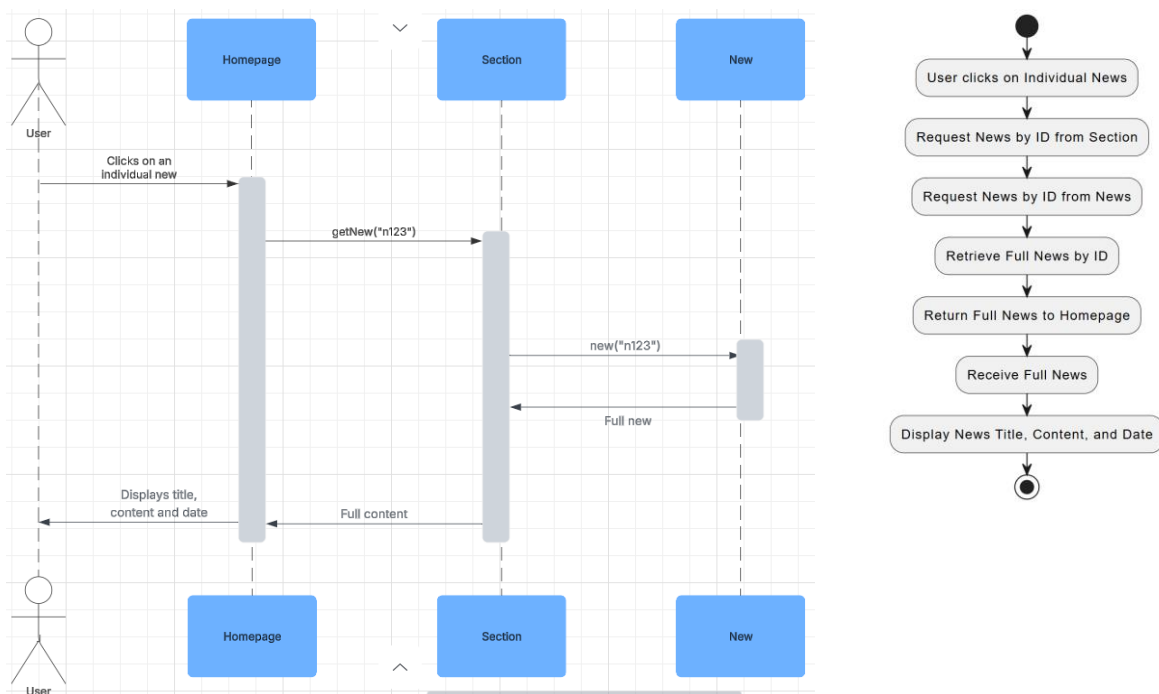 Homepage
Section
New
User
Clicks on an
individual new
getNew("n123")
new("n123")
Full new
Displays title,
content and date
Full content
Homepage
Section
New
User
User clicks on Individual News
Request News by ID from Section
Request News by ID from News
Retrieve Full News by ID
Return Full News to Homepage
Receive Full News
Display News Title, Content, and Date